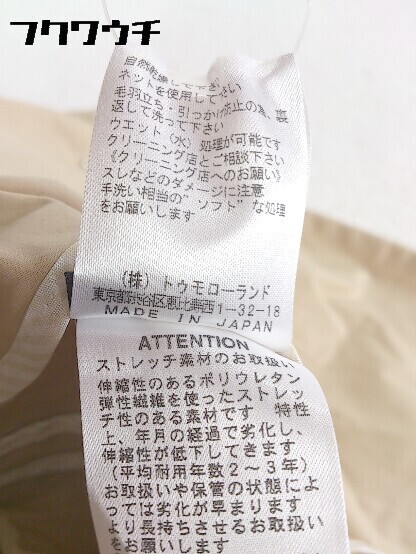 フクワウチ
自然乾燥して下さい
ネットを使用して下さい
毛羽立ち・引っかけ防止の為、裏
返して洗って下さい
ウエット（水）処理が可能です
クリーニング店とご相談下さい
《クリーニング店へのお願い》
スレなどのダメージに注意
手洗い相当の"ソフト"な処理
をお願いします
（株）トゥモローランド
東京都渋谷区恵比寿西1-32-18
MADE IN JAPAN
ATTENTION
ストレッチ素材のお取扱い
伸縮性のあるポリウレタン
弾性繊維を使ったストレッ
チ性のある素材です 特性
上、年月の経過で劣化し、
伸縮性が低下してきます
（平均耐用年数2～3年）
お取扱いや保管の状態によ
っては劣化が早まります
より長持ちさせるお取扱い
をお願いします